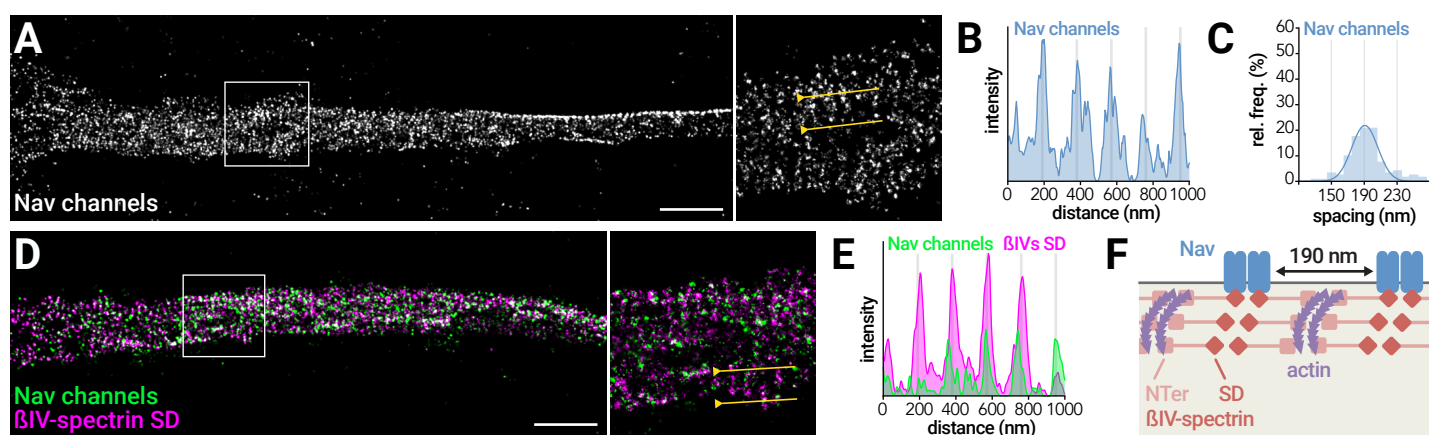 A
Nav channels
B
Nav channels
intensity
0
200
400
600
800
1000
distance (nm)
C
Nav channels
rel. freq. (%)
60
50
40
30
20
10
0
150
190
230
spacing (nm)
D
Nav channels
ßIV-spectrin SD
E
Nav channels ßIVs SD
intensity
0
200
400
600
800
1000
distance (nm)
F
Nav
190 nm
actin
NTer
SD
ßIV-spectrin